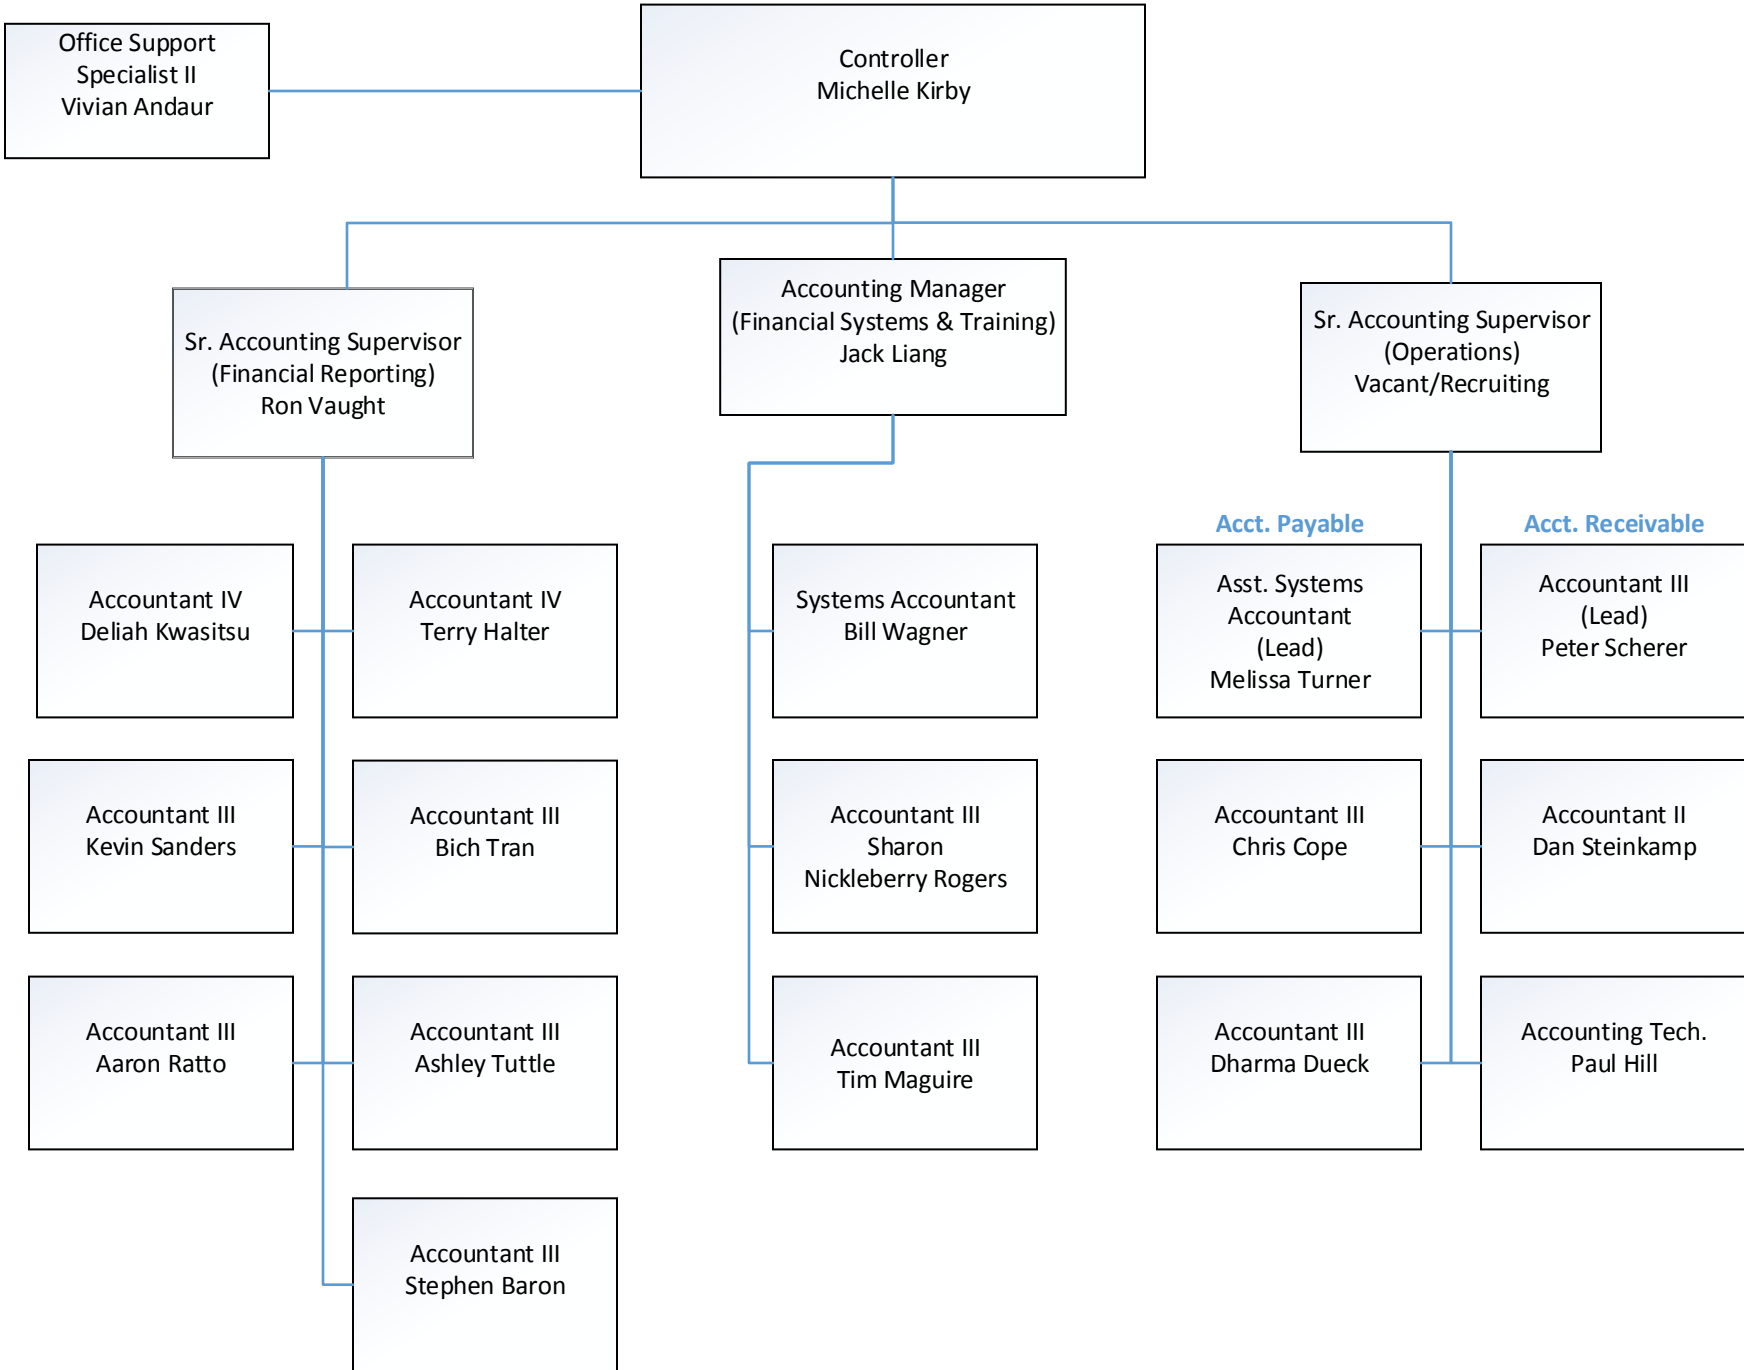 Office Support
Specialist II
Vivian Andaur
Controller
Michelle Kirby
Sr. Accounting Supervisor
(Financial Reporting)
Ron Vaught
Accounting Manager
(Financial Systems & Training)
Jack Liang
Sr. Accounting Supervisor
(Operations)
Vacant/Recruiting
Accountant IV
Deliah Kwasitsu
Accountant IV
Terry Halter
Accountant III
Kevin Sanders
Accountant III
Bich Tran
Accountant III
Aaron Ratto
Accountant III
Ashley Tuttle
Accountant III
Stephen Baron
Systems Accountant
Bill Wagner
Accountant III
Sharon
Nickleberry Rogers
Accountant III
Tim Maguire
Acct. Payable
Asst. Systems
Accountant
(Lead)
Melissa Turner
Accountant III
Chris Cope
Accountant III
Dharma Dueck
Acct. Receivable
Accountant III
(Lead)
Peter Scherer
Accountant II
Dan Steinkamp
Accounting Tech.
Paul Hill